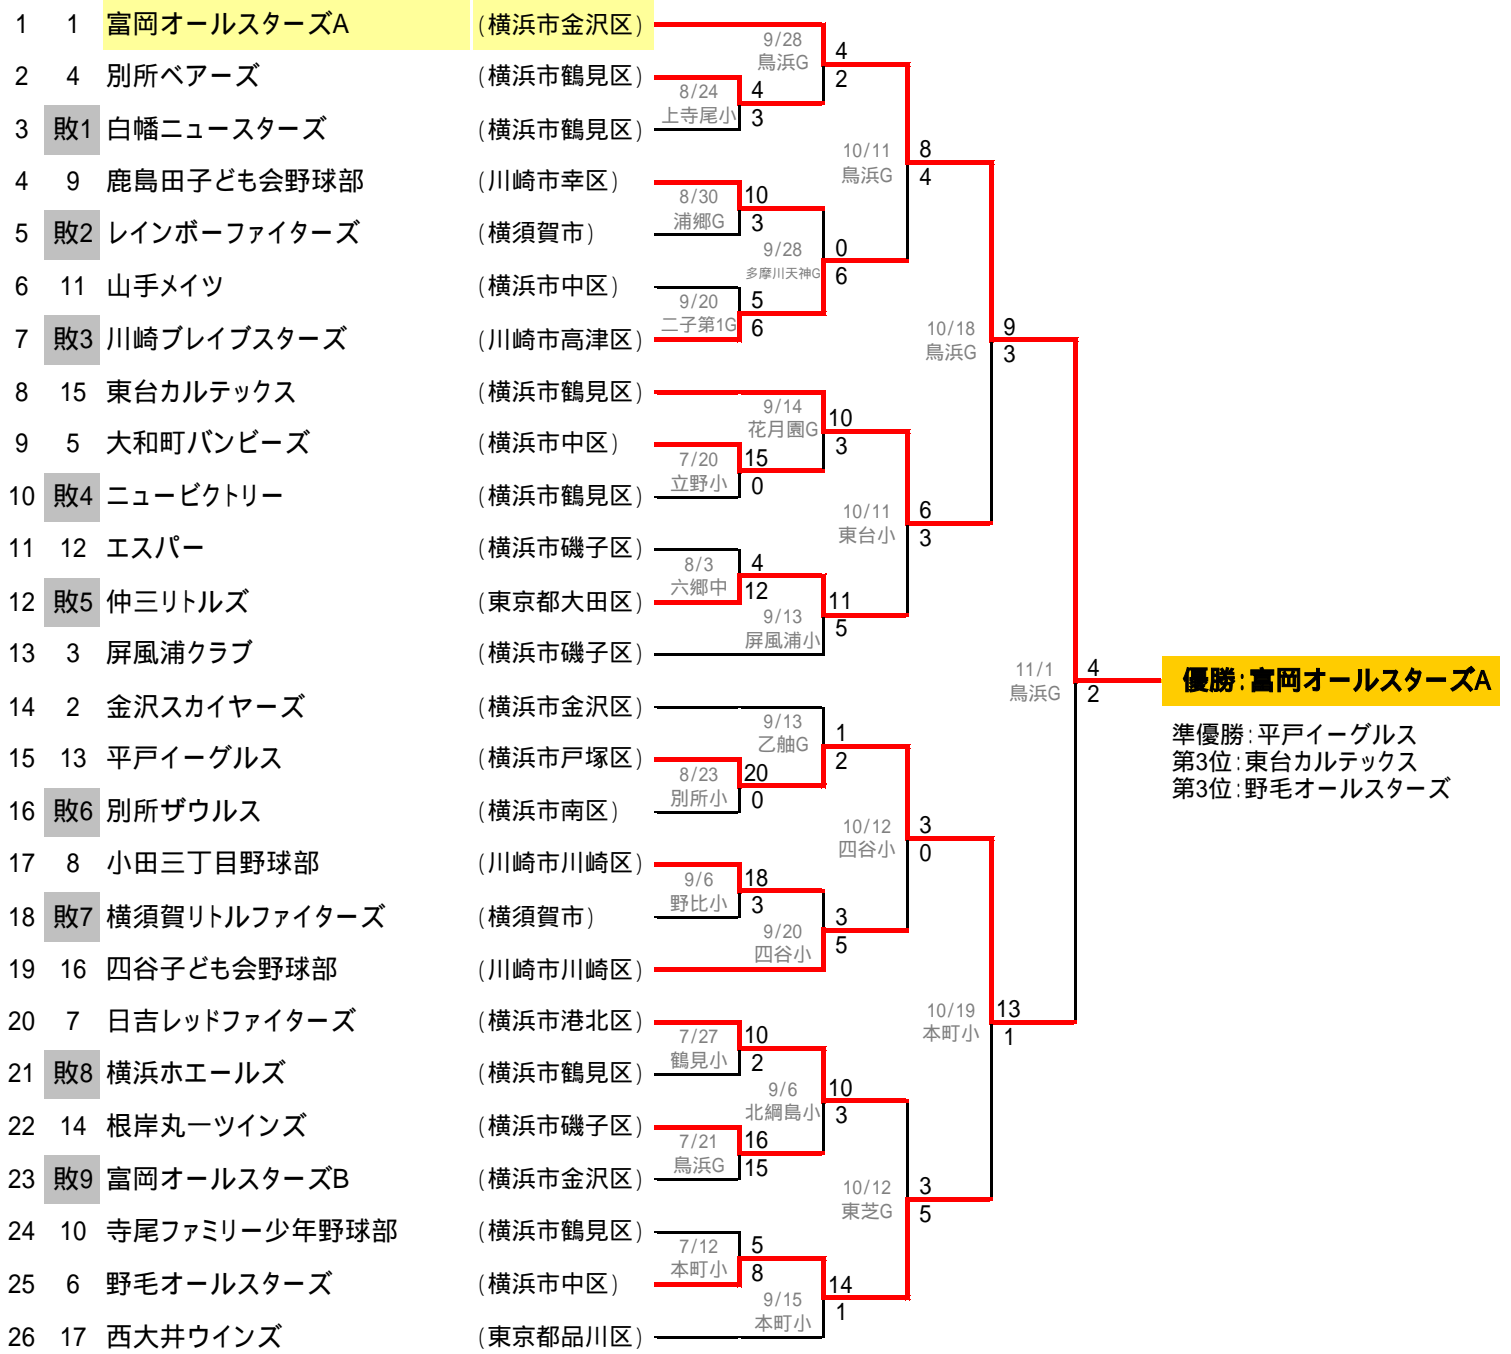 1 1 富岡オールスターズA (横浜市金沢区)
2 4 別所ベアーズ (横浜市鶴見区)
3 敗1 白幡ニュースターズ (横浜市鶴見区)
4 9 鹿島田子ども会野球部 (川崎市幸区)
5 敗2 レインボーファイターズ (横須賀市)
6 11 山手メイツ (横浜市中区)
7 敗3 川崎ブレイブスターズ (川崎市高津区)
8 15 東台カルテックス (横浜市鶴見区)
9 5 大和町バンビーズ (横浜市中区)
10 敗4 ニュービクトリー (横浜市鶴見区)
11 12 エスパー (横浜市磯子区)
12 敗5 仲三リトルズ (東京都大田区)
13 3 屏風浦クラブ (横浜市磯子区)
14 2 金沢スカイヤーズ (横浜市金沢区)
15 13 平戸イーグルス (横浜市戸塚区)
16 敗6 別所ザウルス (横浜市南区)
17 8 小田三丁目野球部 (川崎市川崎区)
18 敗7 横須賀リトルファイターズ (横須賀市)
19 16 四谷子ども会野球部 (川崎市川崎区)
20 7 日吉レッドファイターズ (横浜市港北区)
21 敗8 横浜ホエールズ (横浜市鶴見区)
22 14 根岸丸一ツインズ (横浜市磯子区)
23 敗9 富岡オールスターズB (横浜市金沢区)
24 10 寺尾ファミリー少年野球部 (横浜市鶴見区)
25 6 野毛オールスターズ (横浜市中区)
26 17 西大井ウインズ (東京都品川区)
8/24 4
上寺尾小 3
8/30 10
浦郷G 3
9/20 5
二子第1G 6
7/20 15
立野小 0
8/3 4
六郷中 12
8/23 20
別所小 0
9/6 18
野比小 3
7/27 10
鶴見小 2
7/21 16
鳥浜G 15
7/12 5
本町小 8
9/28 4
鳥浜G 2
9/28 0
多摩川天神G 6
9/14 10
花月園G 3
9/13 11
屏風浦小 5
9/13 1
乙舳G 2
9/20 3
四谷小 5
9/6 10
北綱島小 3
9/15 14
本町小 1
10/11 8
鳥浜G 4
10/11 6
東台小 3
10/12 3
四谷小 0
10/12 3
東芝G 5
10/18 9
鳥浜G 3
10/19 13
本町小 1
11/1 4
鳥浜G 2
優勝:富岡オールスターズA
準優勝:平戸イーグルス
第3位:東台カルテックス
第3位:野毛オールスターズ